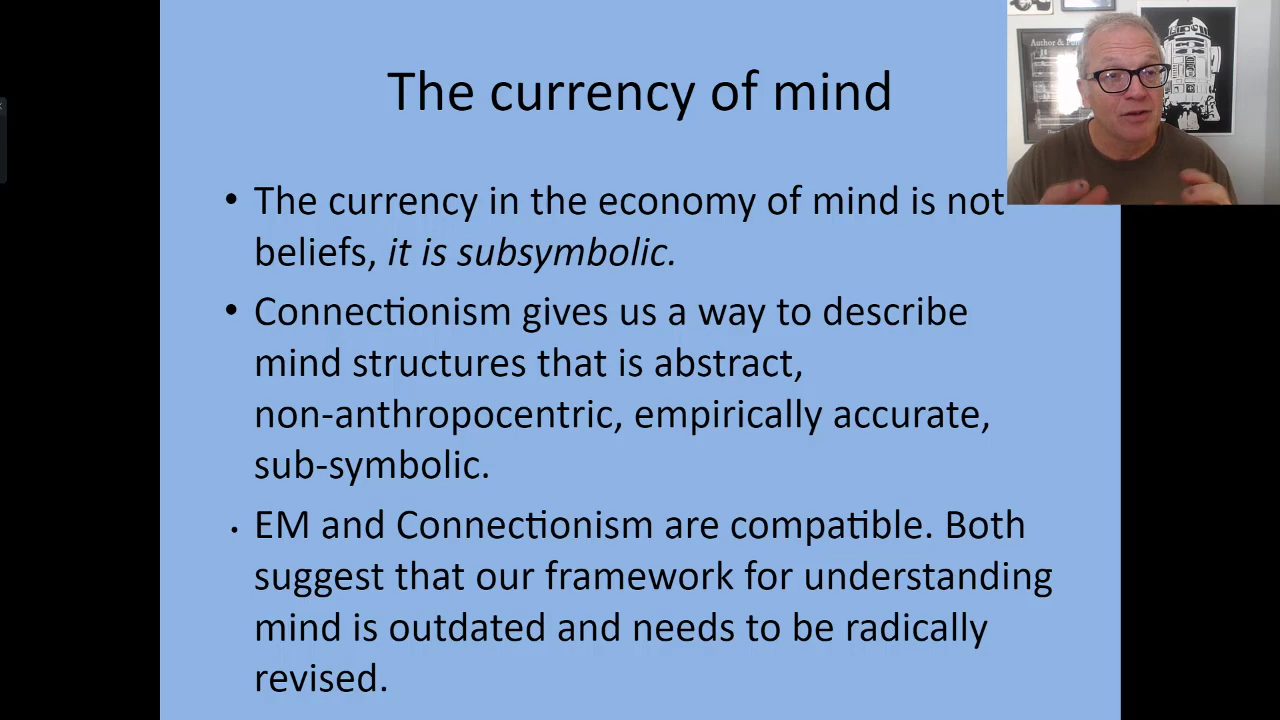 The currency of mind
Author & Pun
• The currency in the economy of mind is not
beliefs, it is subsymbolic.
• Connectionism gives us a way to describe
mind structures that is abstract,
non-anthropocentric, empirically accurate,
sub-symbolic.
• EM and Connectionism are compatible. Both
suggest that our framework for understanding
mind is outdated and needs to be radically
revised.